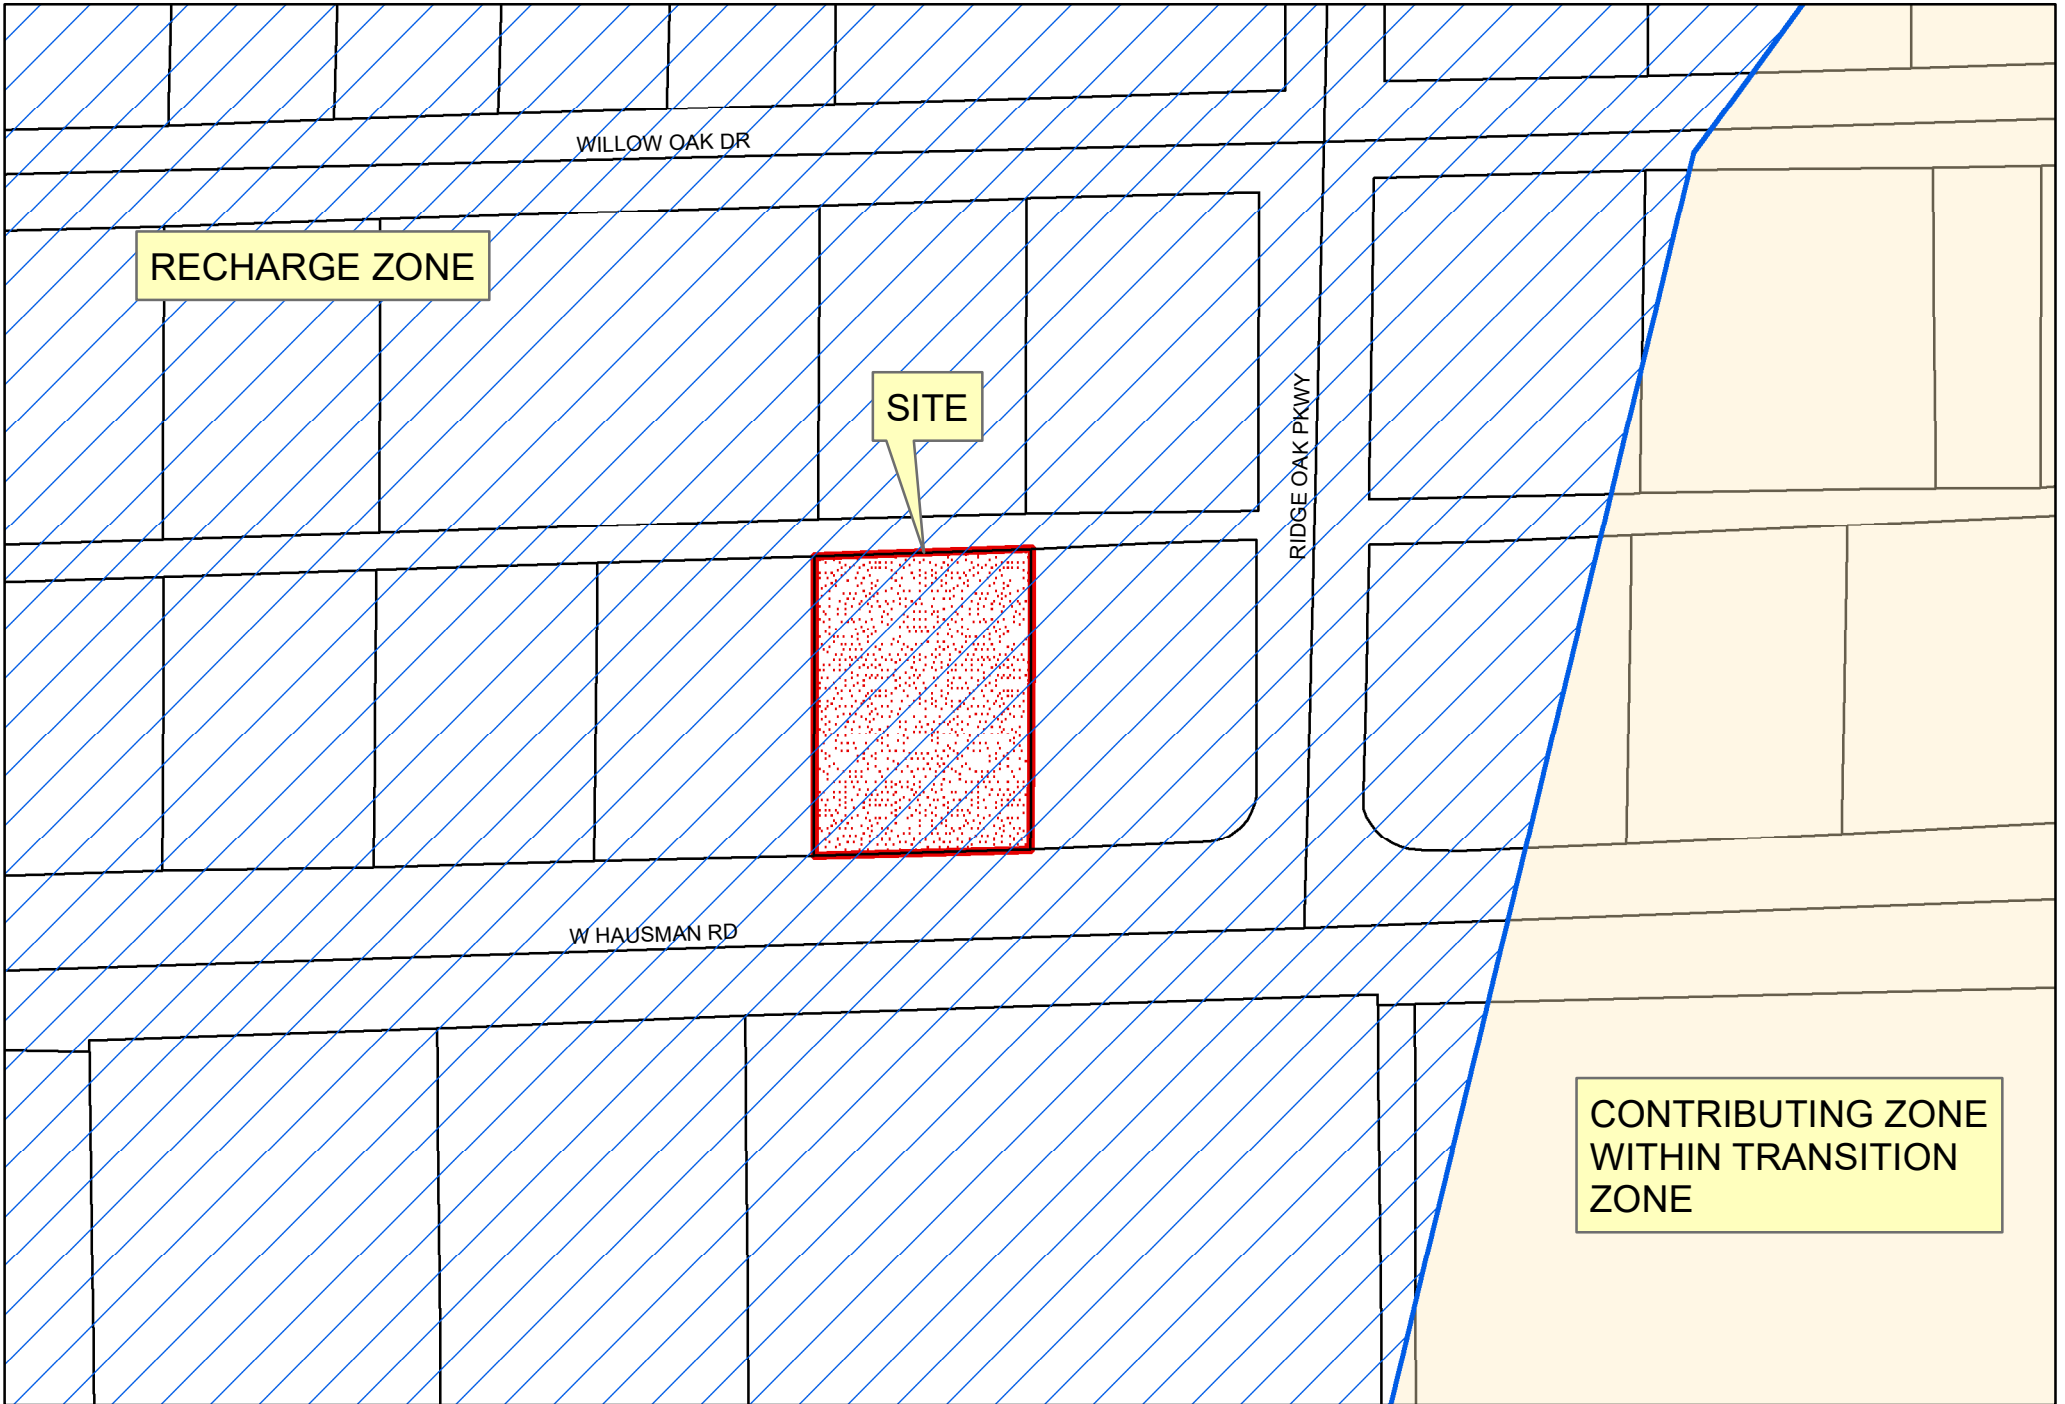 WILLOW OAK DR
RECHARGE ZONE
SITE
RIDGE OAK PKWY
W HAUSMAN RD
CONTRIBUTING ZONE
WITHIN TRANSITION
ZONE